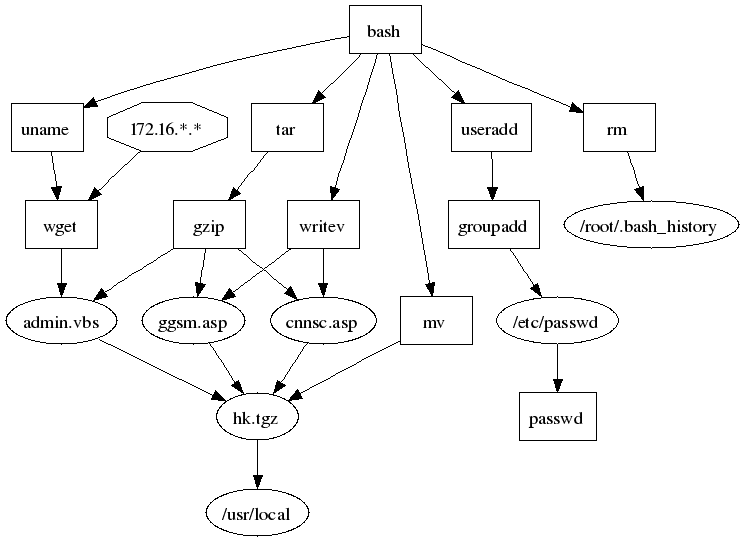 bash
uname
172.16.*.*
tar
useradd
rm
wget
gzip
writev
groupadd
/root/.bash_history
admin.vbs
ggsm.asp
cnnsc.asp
mv
/etc/passwd
hk.tgz
passwd
/usr/local